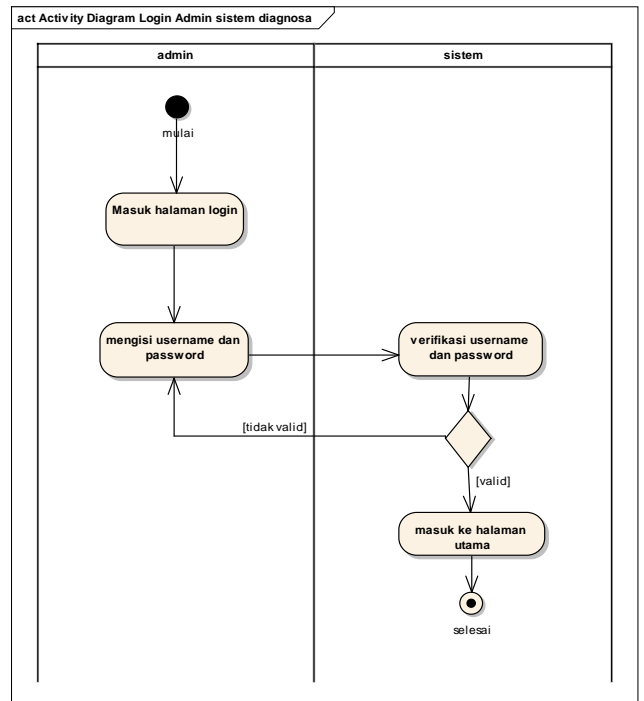 act Activity Diagram Login Admin sistem diagnosa
admin
sistem
mulai
Masuk halaman login
mengisi username dan
password
verifikasi username
dan password
[tidak valid]
[valid]
masuk ke halaman
utama
selesai